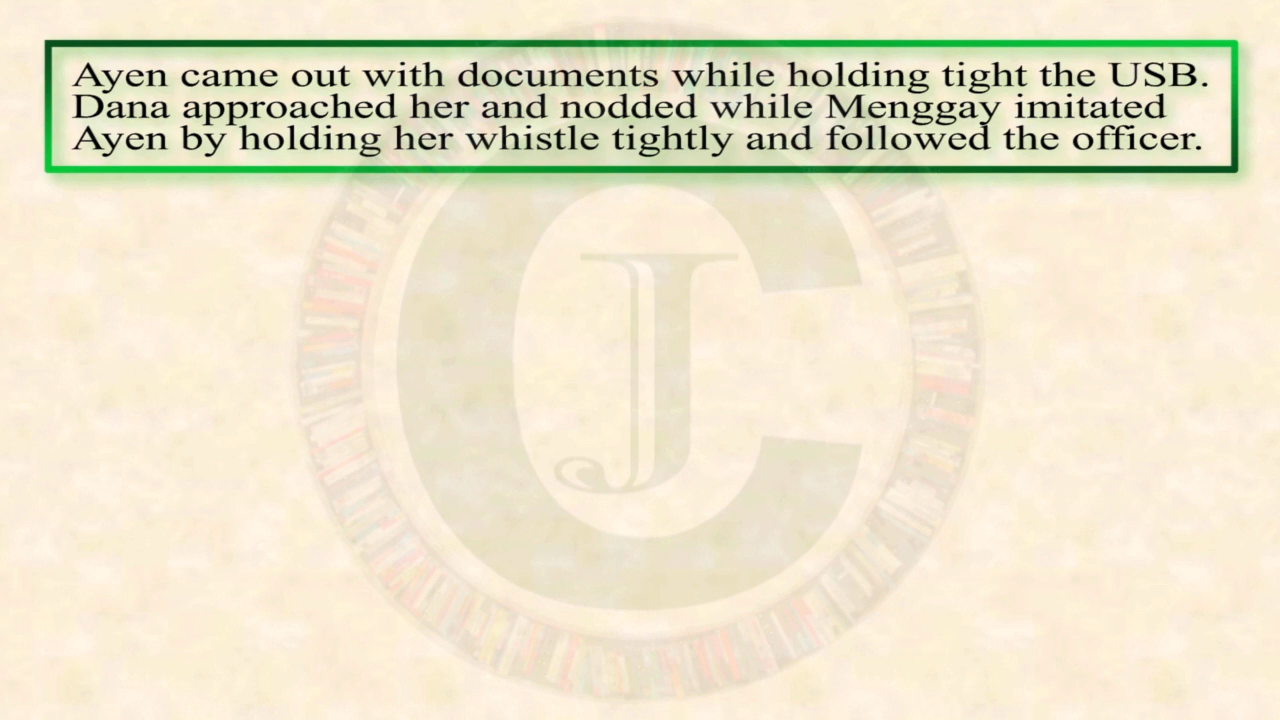 Ayen came out with documents while holding tight the USB.
Dana approached her and nodded while Menggay imitated
Ayen by holding her whistle tightly and followed the officer.
CJ